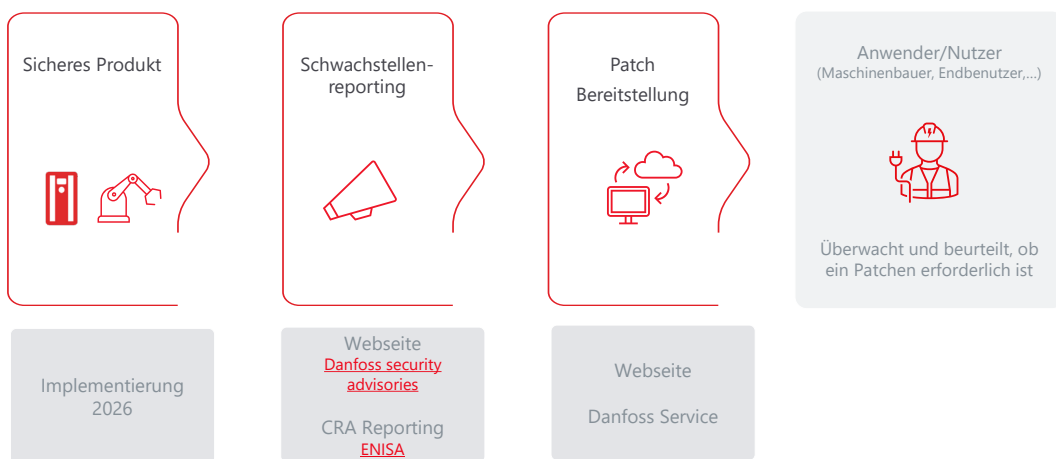 Sicheres Produkt
Schwachstellen-
reporting
Patch
Bereitstellung
Anwender/Nutzer
(Maschinenbauer, Endbenutzer,...)
Überwacht und beurteilt, ob
ein Patchen erforderlich ist
Implementierung
2026
Webseite
Danfoss security
advisories
CRA Reporting
ENISA
Webseite
Danfoss Service